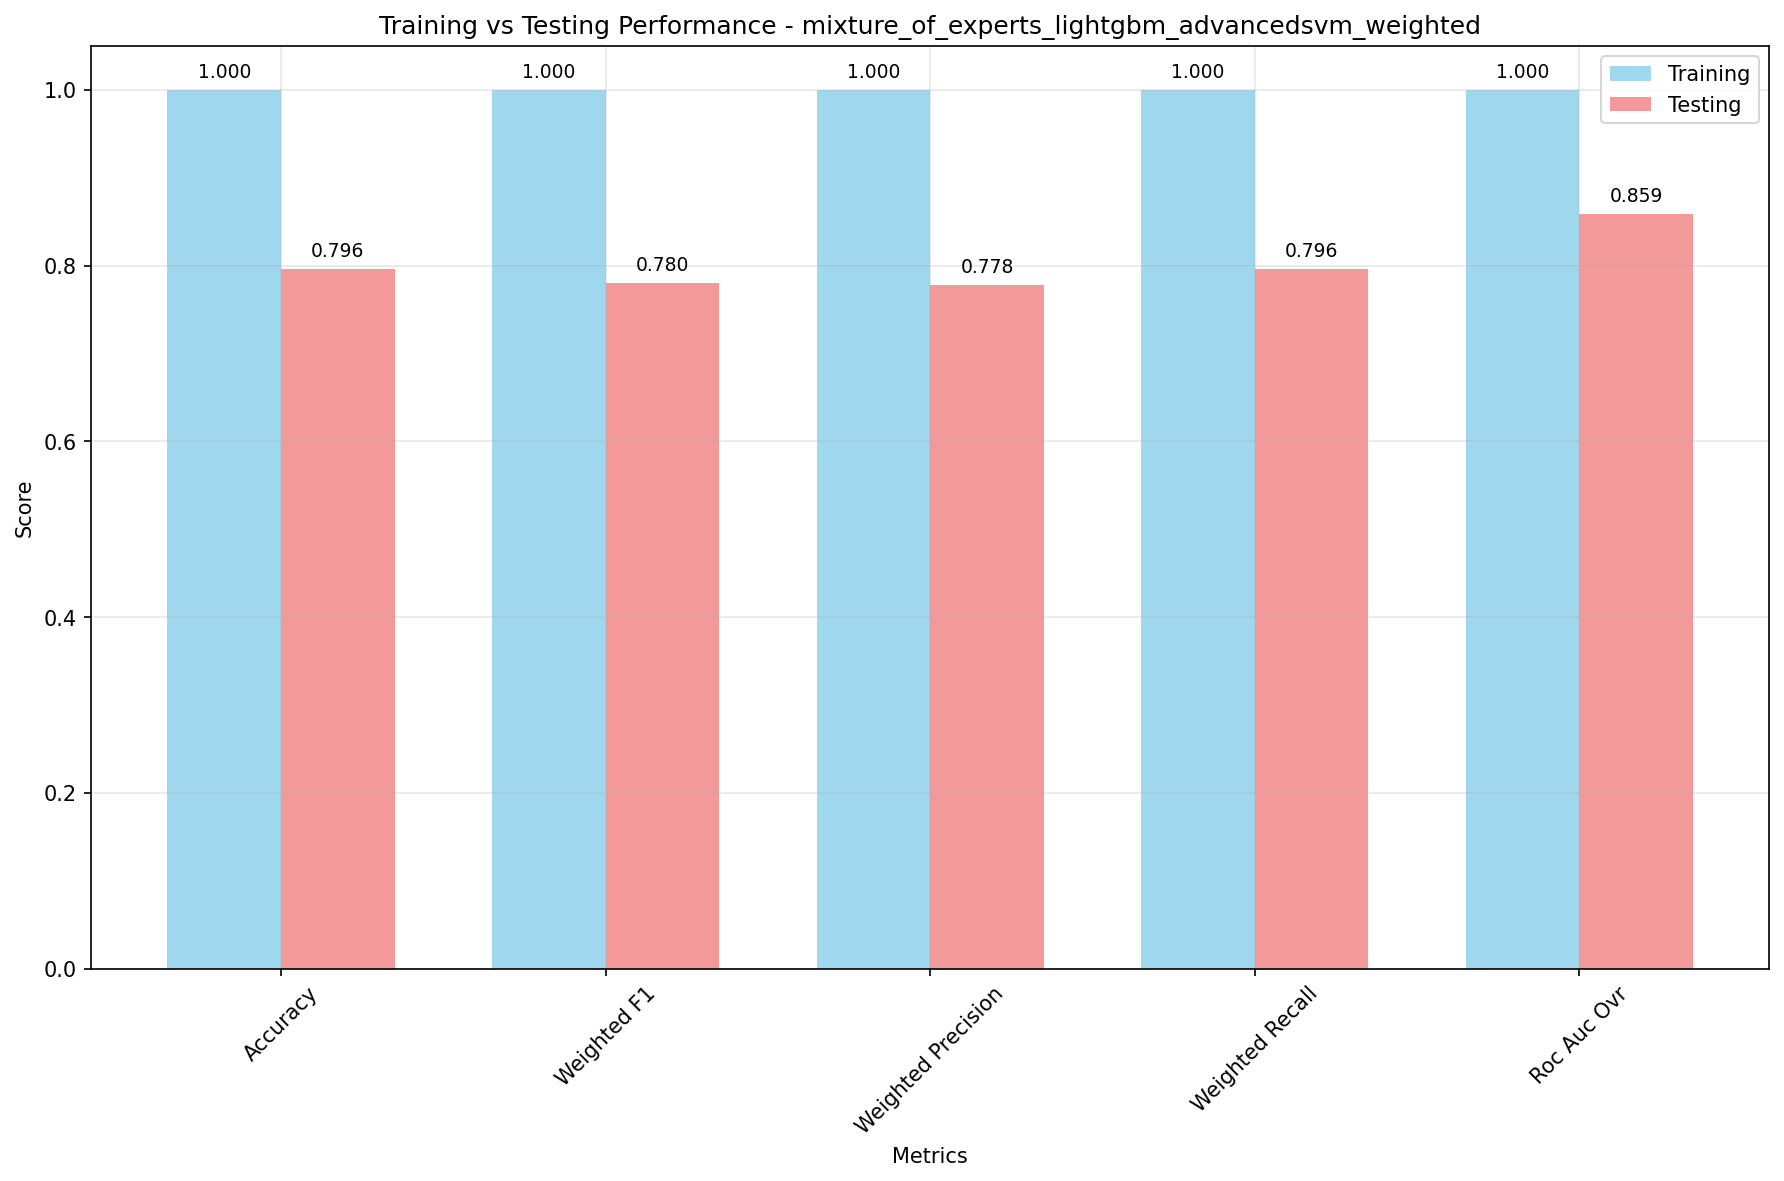 Training vs Testing Performance - mixture_of_experts_lightgbm_advancedsvm_weighted
Training
Testing
1.000
1.000
1.000
1.000
1.000
0.796
0.780
0.778
0.796
0.859
1.0
0.8
0.6
0.4
0.2
0.0
Score
Accuracy
Weighted F1
Weighted Precision
Weighted Recall
Roc Auc Ovr
Metrics